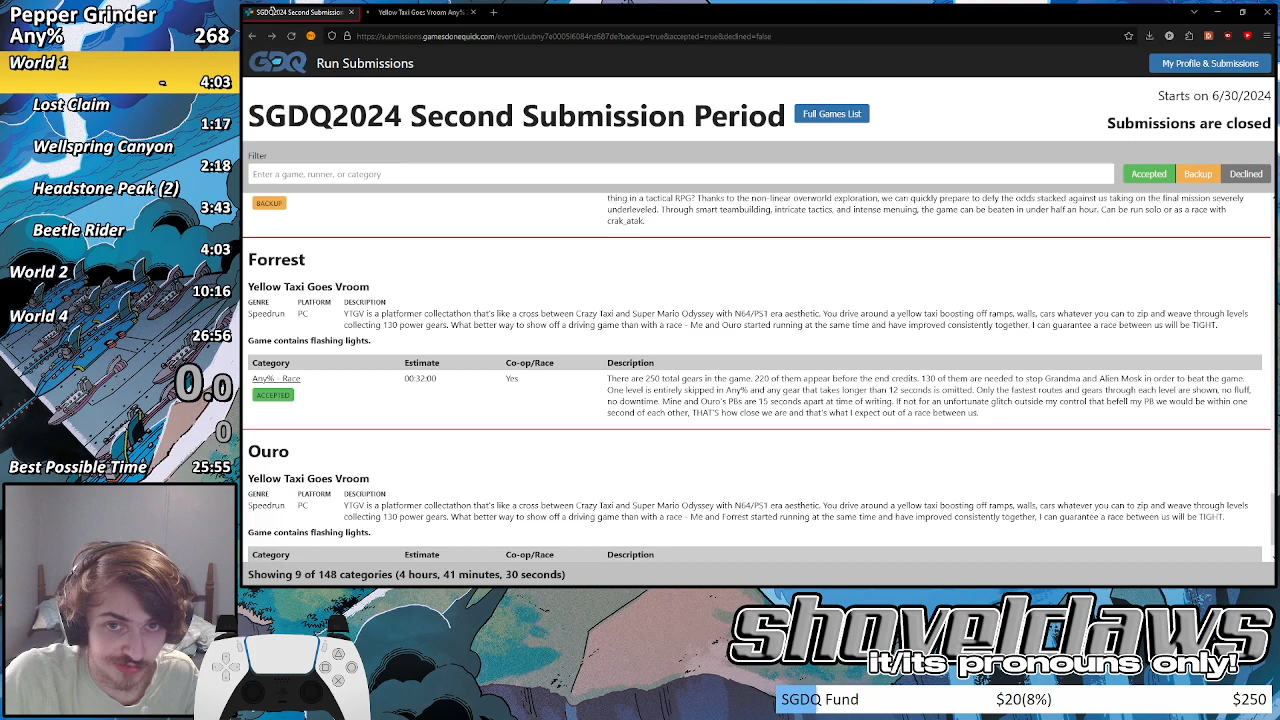 Pepper Grinder
Any% 268
World 1
- 4:03
Lost Claim
1:17
Wellspring Canyon
2:18
Headstone Peak (2)
3:43
Beetle Rider
4:03
World 2
10:16
World 4
26:56
0.0
0
Best Possible Time 25:55
SGDQ2024 Second Submission
Yellow Taxi Goes Vroom Any%
https://submissions.gamesdonequick.com/event/cluubny7e0005l6084nz687de?backup=true&accepted=true&declined=false
GDQ Run Submissions
My Profile & Submissions
SGDQ2024 Second Submission Period Full Games List
Starts on 6/30/2024
Submissions are closed
Filter
Enter a game, runner, or category
Accepted Backup Declined
BACKUP
thing in a tactical RPG? Thanks to the non-linear overworld exploration, we can quickly prepare to defy the odds stacked against us taking on the final mission severely
underleveled. Through smart teambuilding, intricate tactics, and intense menuing, the game can be beaten in under half an hour. Can be run solo or as a race with
crak_atak.
Forrest
Yellow Taxi Goes Vroom
GENRE PLATFORM DESCRIPTION
Speedrun PC YTGV is a platformer collectathon that's like a cross between Crazy Taxi and Super Mario Odyssey with N64/PS1 era aesthetic. You drive around a yellow taxi boosting off ramps, walls, cars whatever you can to zip and weave through levels
collecting 130 power gears. What better way to show off a driving game than with a race - Me and Ouro started running at the same time and have improved consistently together, I can guarantee a race between us will be TIGHT.
Game contains flashing lights.
Category Estimate Co-op/Race Description
Any% - Race 00:32:00 Yes There are 250 total gears in the game. 220 of them appear before the end credits. 130 of them are needed to stop Grandma and Alien Mosk in order to beat the game.
ACCEPTED One level is entirely skipped in Any% and any gear that takes longer than 12 seconds is omitted. Only the fastest routes and gears through each level are shown, no fluff,
no downtime. Mine and Ouro's PBs are 15 seconds apart at time of writing. If not for an unfortunate glitch outside my control that befell my PB we would be within one
second of each other, THAT'S how close we are and that's what I expect out of a race between us.
Ouro
Yellow Taxi Goes Vroom
GENRE PLATFORM DESCRIPTION
Speedrun PC YTGV is a platformer collectathon that's like a cross between Crazy Taxi and Super Mario Odyssey with N64/PS1 era aesthetic. You drive around a yellow taxi boosting off ramps, walls, cars whatever you can to zip and weave through levels
collecting 130 power gears. What better way to show off a driving game than with a race - Me and Forrest started running at the same time and have improved consistently together, I can guarantee a race between us will be TIGHT.
Game contains flashing lights.
Category Estimate Co-op/Race Description
Showing 9 of 148 categories (4 hours, 41 minutes, 30 seconds)
shovelclaws
it/its pronouns only!
SGDQ Fund $20(8%) $250